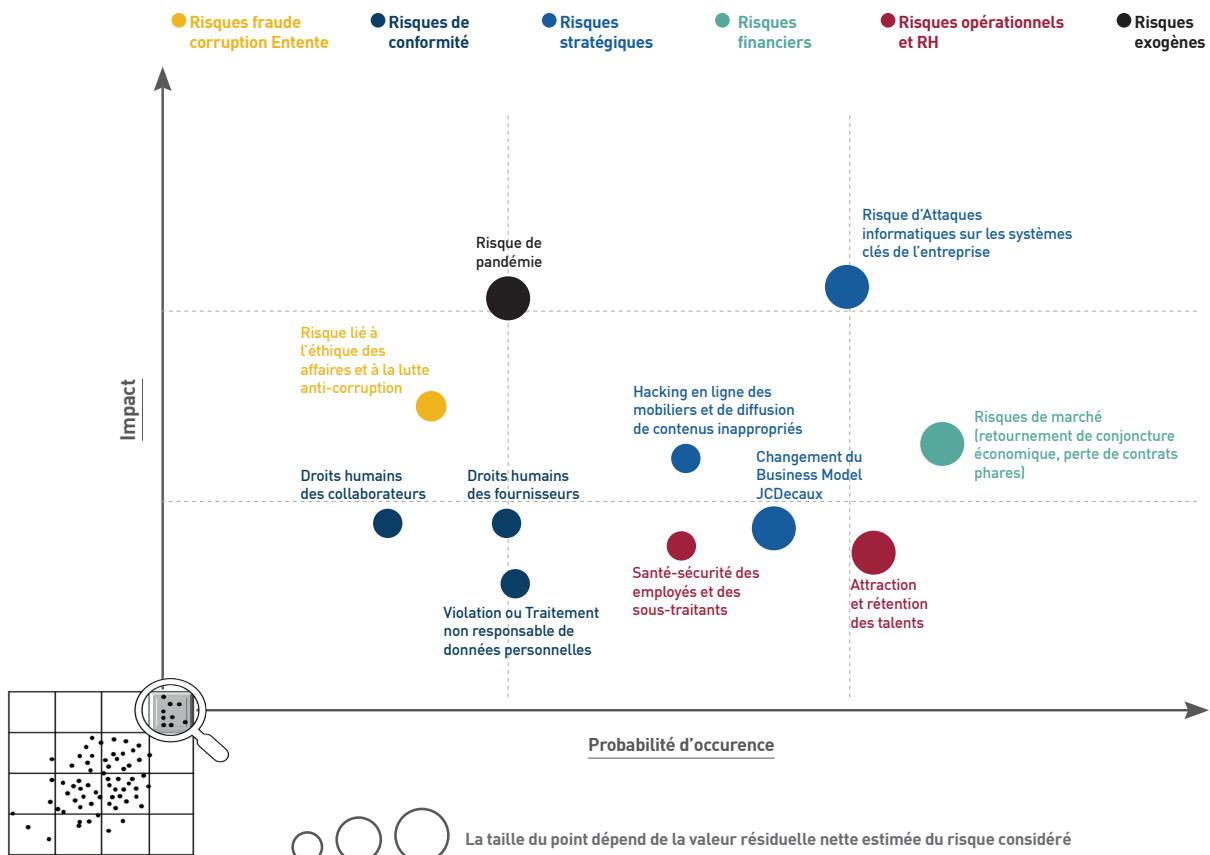 Risques fraude
corruption Entente
Risques de
conformité
Risques
stratégiques
Risques
financiers
Risques opérationnels
et RH
Risques
exogènes
Impact
Risque d'Attaques
informatiques sur les systèmes
clés de l'entreprise
Risque de
pandémie
Risque lié à
l'éthique des
affaires et à la lutte
anti-corruption
Hacking en ligne des
mobiliers et de diffusion
de contenus inappropriés
Risques de marché
(retournement de conjoncture
économique, perte de contrats
phares)
Changement du
Business Model
JCDecaux
Droits humains
des collaborateurs
Droits humains
des fournisseurs
Santé-sécurité des
employés et des
sous-traitants
Attraction
et rétention
des talents
Violation ou Traitement
non responsable de
données personnelles
Probabilité d'occurence
La taille du point dépend de la valeur résiduelle nette estimée du risque considéré